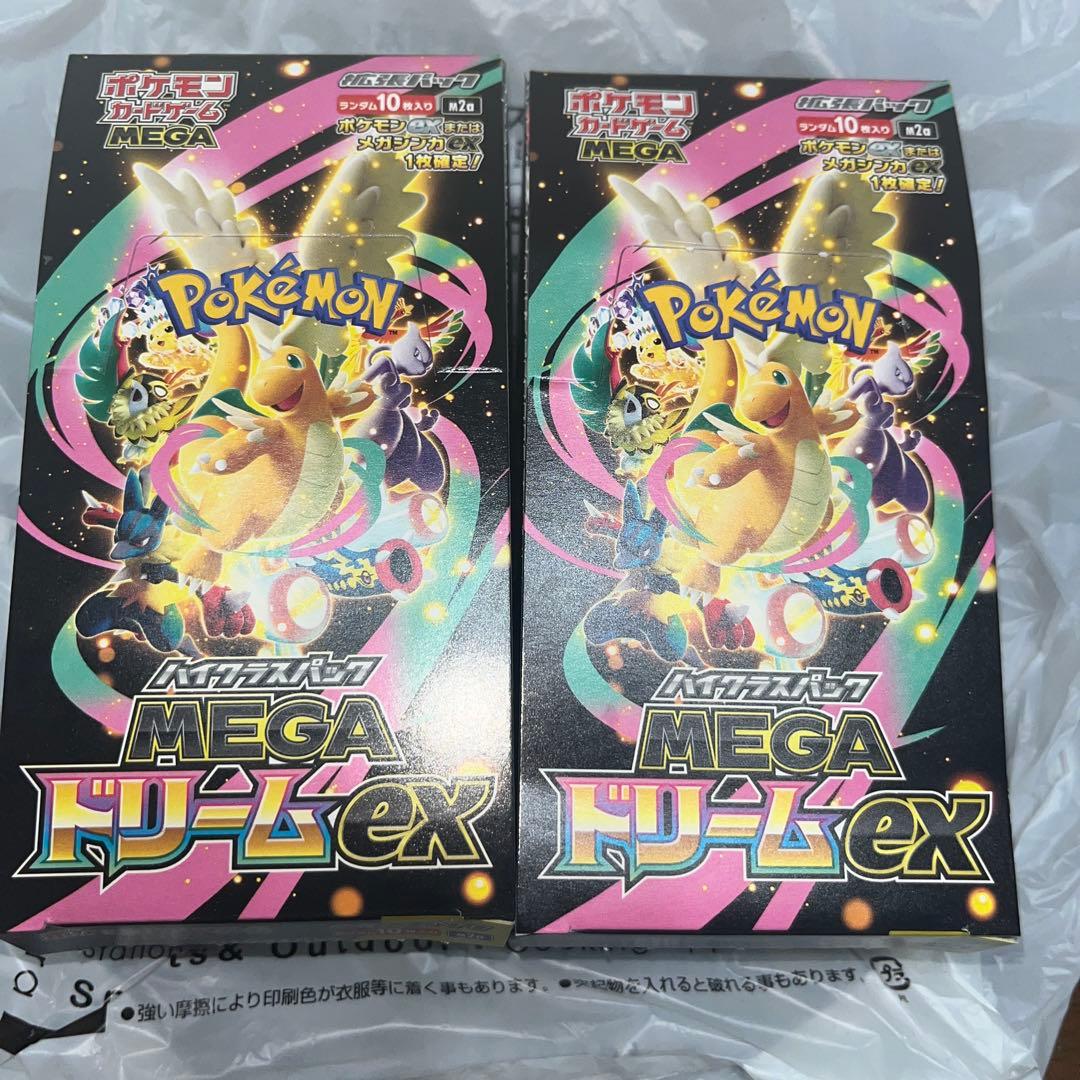 ポケモン
カードゲーム
MEGA
拡張パック
ランダム10枚入り M2a
ポケモンexまたは
メガシンカex
1枚確定!
POKéMON
TM
ハイクラスパック
MEGA
ドリームex
ポケモン
カードゲーム
MEGA
拡張パック
ランダム10枚入り M2a
ポケモンexまたは
メガシンカex
1枚確定!
POKéMON
TM
ハイクラスパック
MEGA
ドリームex
ts & Outdoor
●強い摩擦により印刷色が衣服等に着く事もあります。●突起物を入れると破れる事もあります。
プラ